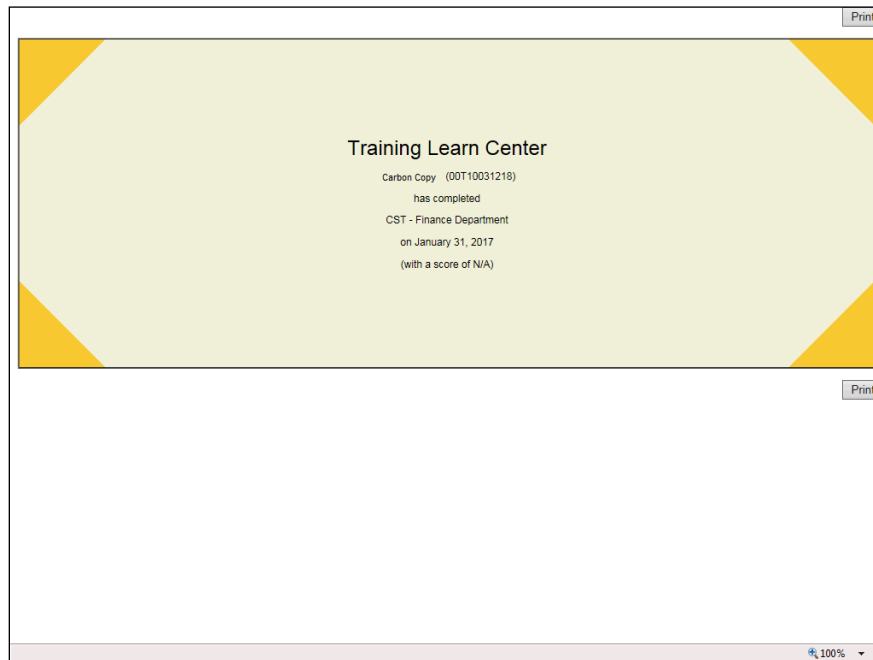 Print
Training Learn Center
Carbon Copy (00T10031218)
has completed
CST - Finance Department
on January 31, 2017
(with a score of N/A)
Print
100%